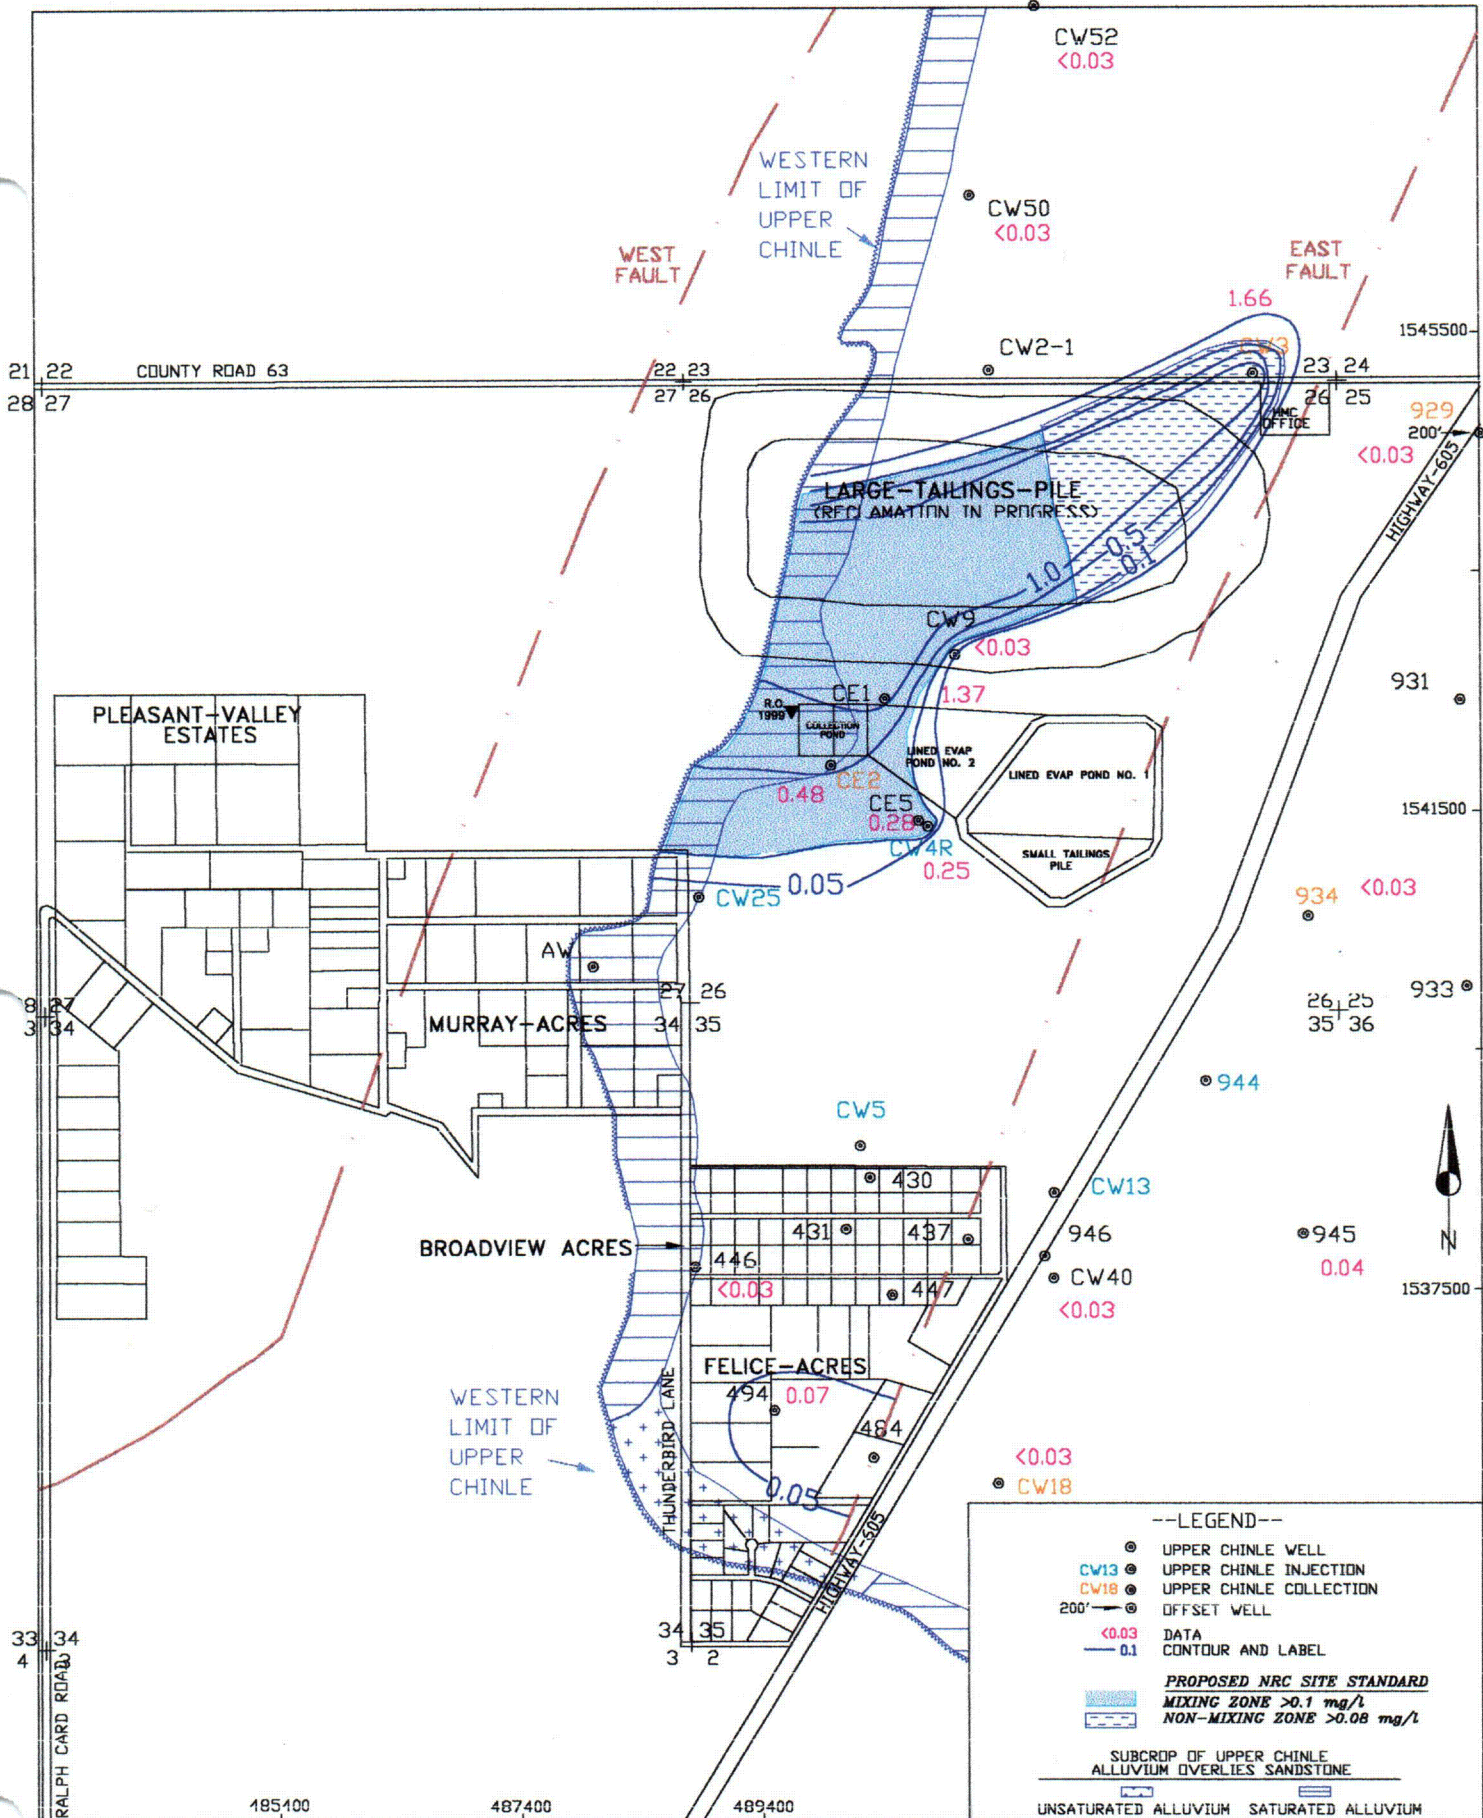 CW52
<0.03
WESTERN
LIMIT OF
UPPER
CHINLE
CW50
<0.03
WEST
FAULT
EAST
FAULT
1.66
1545500
CW2-1
CW3
21 22
28 27
COUNTY ROAD 63
22 23
27 26
23 24
26 25
HMC
OFFICE
929
200'
<0.03
HIGHWAY-605
LARGE-TAILINGS-PILE
(RECLAMATION IN PROGRESS)
0.5
0.1
1.0
CW9
<0.03
931
CE1
1.37
R.O.
1999
COLLECTION
POND
PLEASANT-VALLEY
ESTATES
LINED EVAP
POND NO. 2
LINED EVAP POND NO. 1
CE2
0.48
CE5
0.28
1541500
CW4R
0.25
SMALL TAILINGS
PILE
0.05
CW25
934
<0.03
AW
933
8 27
3 34
27 26
34 35
26 25
35 36
MURRAY-ACRES
944
CW5
430
CW13
431
437
946
945
0.04
BROADVIEW ACRES
446
<0.03
447
CW40
<0.03
1537500
N
FELICE-ACRES
THUNDERBIRD LANE
494
0.07
WESTERN
LIMIT OF
UPPER
CHINLE
484
<0.03
CW18
0.05
HIGHWAY-605
33 34
4 3
34 35
3 2
RALPH CARD ROAD
485400
487400
489400
--LEGEND--
UPPER CHINLE WELL
CW13 UPPER CHINLE INJECTION
CW18 UPPER CHINLE COLLECTION
200' OFFSET WELL
<0.03 DATA
0.1 CONTOUR AND LABEL
PROPOSED NRC SITE STANDARD
MIXING ZONE >0.1 mg/l
NON-MIXING ZONE >0.08 mg/l
SUBCROP OF UPPER CHINLE
ALLUVIUM OVERLIES SANDSTONE
UNSATURATED ALLUVIUM SATURATED ALLUVIUM